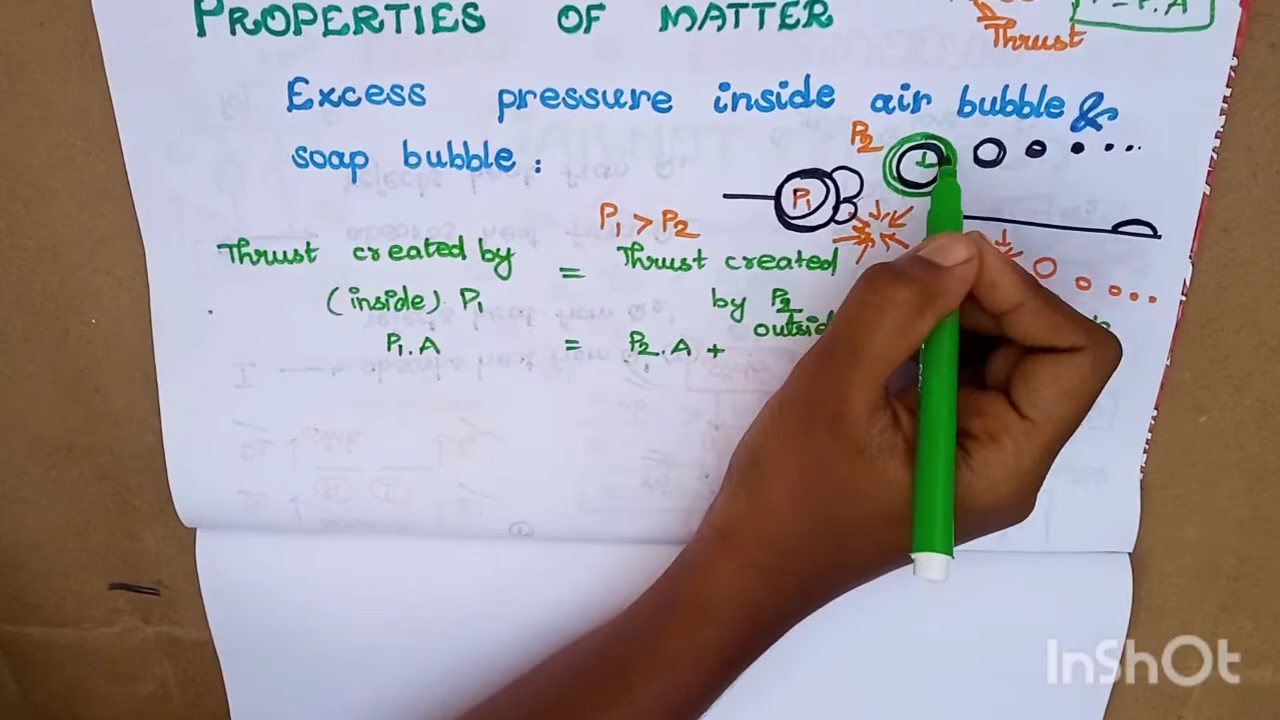 PROPERTIES OF MATTER
Thrust
Excess pressure inside air bubble &
soap bubble :
P2
P1
P1 > P2
Thrust created by = Thrust created
(inside) P1 by P2
outside
P1.A = P2.A +
InShOt